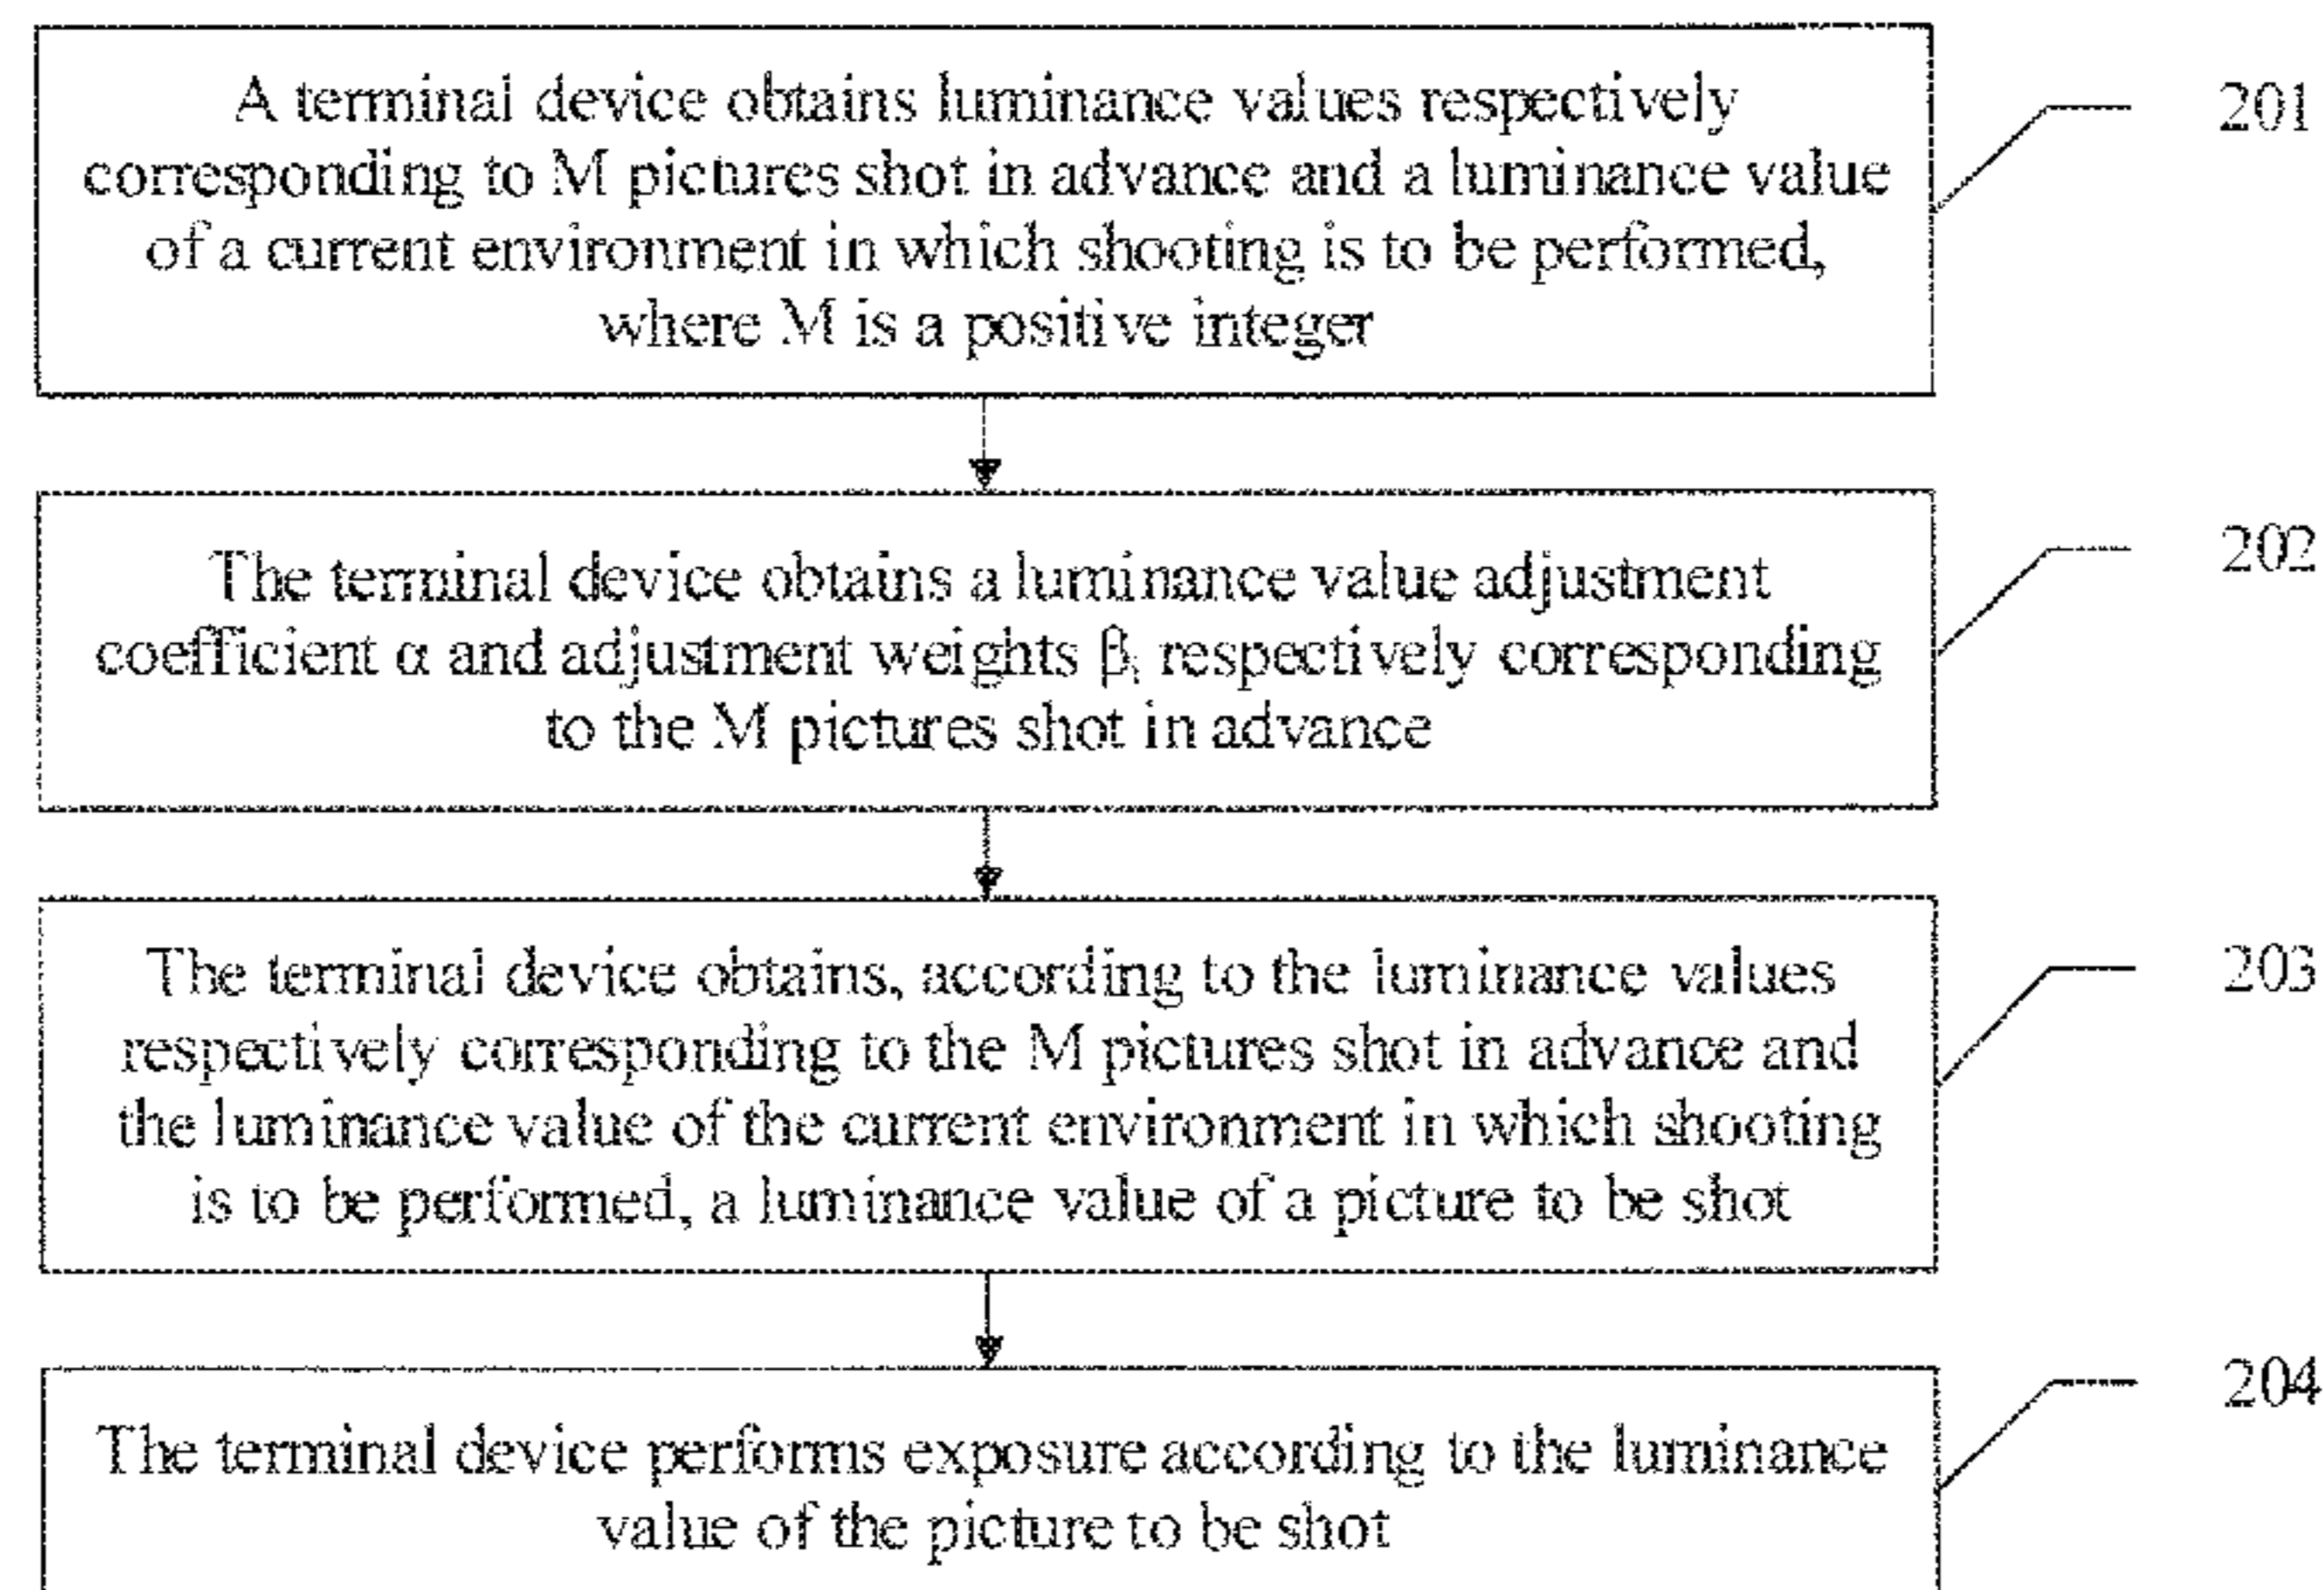 A terminal device obtains luminance values respectively
corresponding to M pictures shot in advance and a luminance value
of a current environment in which shooting is to be performed,
where M is a positive integer
201
The terminal device obtains a luminance value adjustment
coefficient α and adjustment weights βᵢ respectively corresponding
to the M pictures shot in advance
202
The terminal device obtains, according to the luminance values
respectively corresponding to the M pictures shot in advance and
the luminance value of the current environment in which shooting
is to be performed, a luminance value of a picture to be shot
203
The terminal device performs exposure according to the luminance
value of the picture to be shot
204